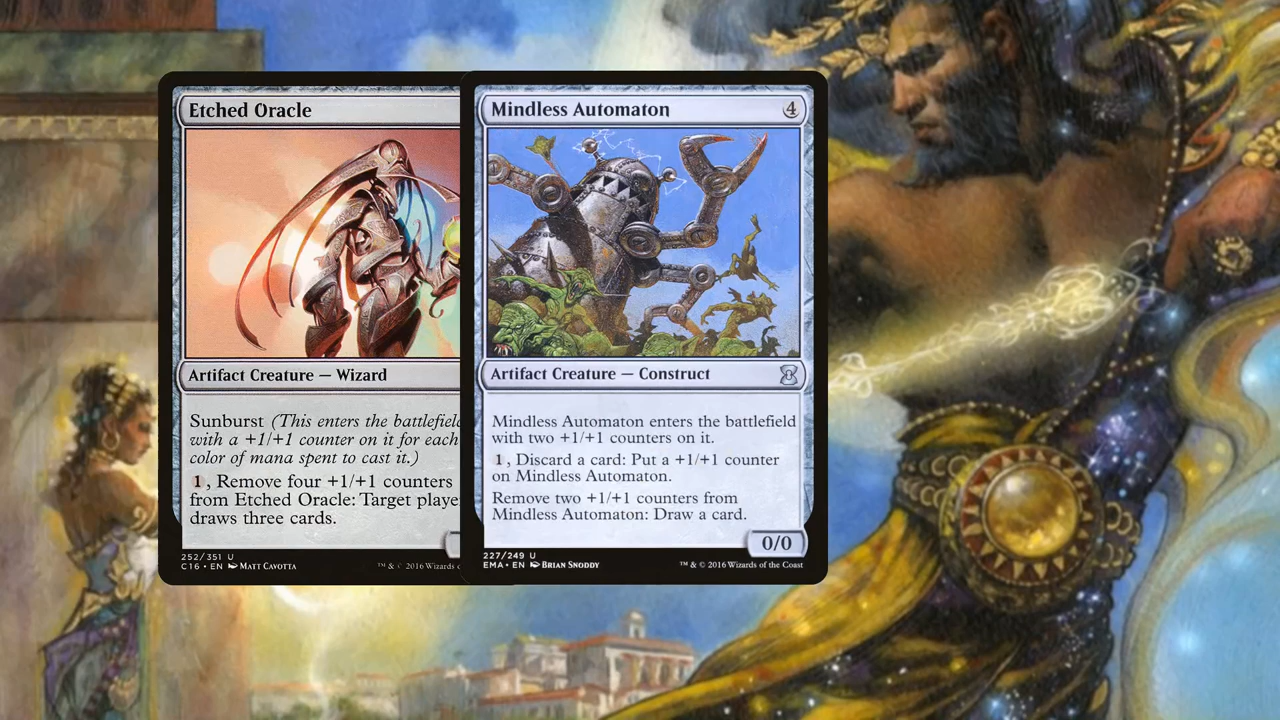 Etched Oracle
Artifact Creature — Wizard
Sunburst (This enters the battlefield
with a +1/+1 counter on it for each
color of mana spent to cast it.)
1, Remove four +1/+1 counters
from Etched Oracle: Target player
draws three cards.
252/351 U
C16 • EN Matt Cavotta
™ & © 2016 Wizards of
Mindless Automaton 4
Artifact Creature — Construct
Mindless Automaton enters the battlefield
with two +1/+1 counters on it.
1, Discard a card: Put a +1/+1 counter
on Mindless Automaton.
Remove two +1/+1 counters from
Mindless Automaton: Draw a card.
0/0
227/249 U
EMA • EN Brian Snoddy
™ & © 2016 Wizards of the Coast